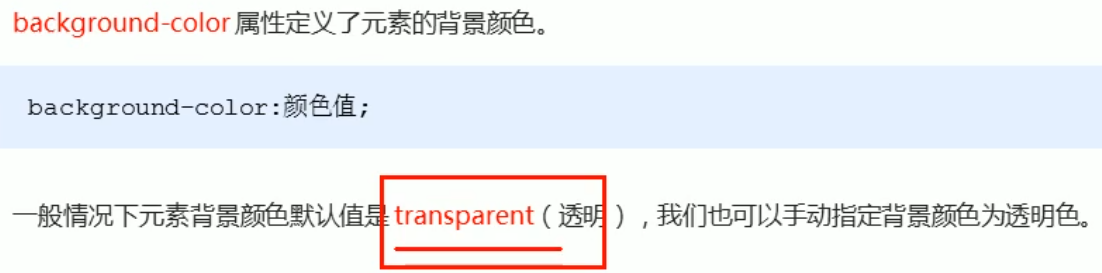 background-color 属性定义了元素的背景颜色。
background-color:颜色值;
一般情况下元素背景颜色默认值是 transparent（透明），我们也可以手动指定背景颜色为透明色。